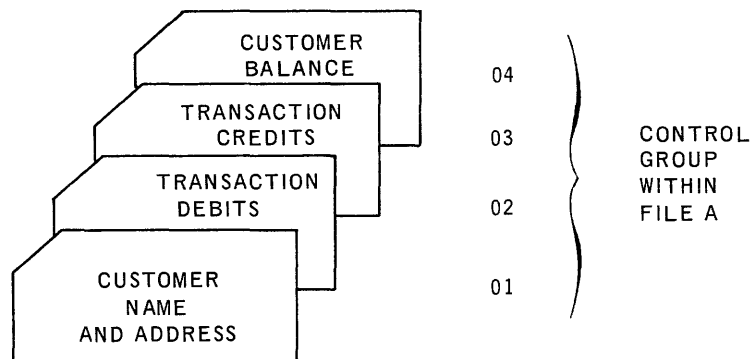 CUSTOMER
BALANCE
04
TRANSACTION
CREDITS
03
TRANSACTION
DEBITS
02
CUSTOMER
NAME
AND ADDRESS
01
CONTROL
GROUP
WITHIN
FILE A